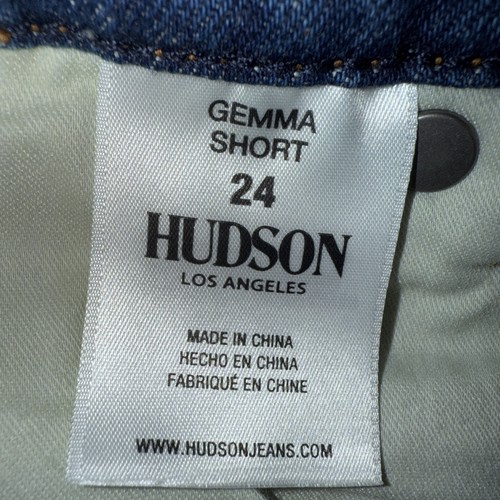 GEMMA
SHORT
24
HUDSON
LOS ANGELES
MADE IN CHINA
HECHO EN CHINA
FABRIQUÉ EN CHINE
WWW.HUDSONJEANS.COM